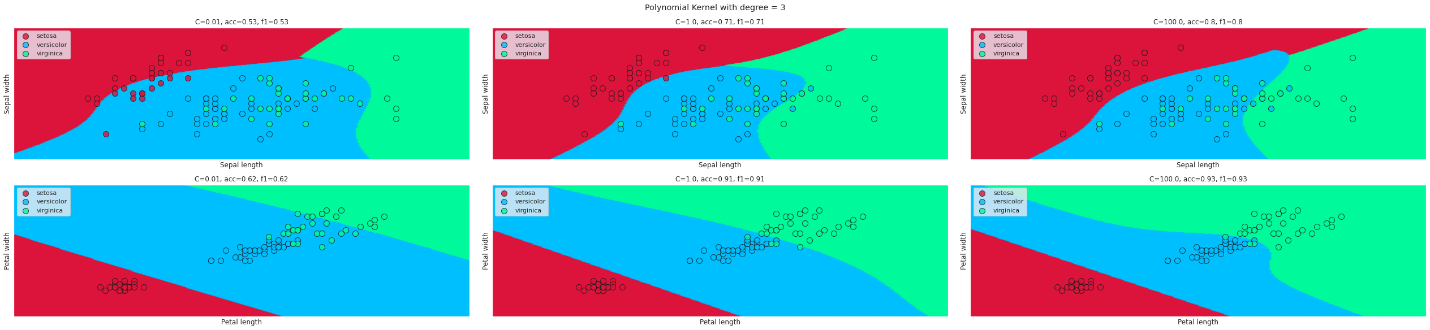 Polynomial Kernel with degree = 3
C=0.01, acc=0.53, f1=0.53
setosa
versicolor
virginica
Sepal width
Sepal length
C=1.0, acc=0.71, f1=0.71
setosa
versicolor
virginica
Sepal width
Sepal length
C=100.0, acc=0.8, f1=0.8
setosa
versicolor
virginica
Sepal width
Sepal length
C=0.01, acc=0.62, f1=0.62
setosa
versicolor
virginica
Petal width
Petal length
C=1.0, acc=0.91, f1=0.91
setosa
versicolor
virginica
Petal width
Petal length
C=100.0, acc=0.93, f1=0.93
setosa
versicolor
virginica
Petal width
Petal length